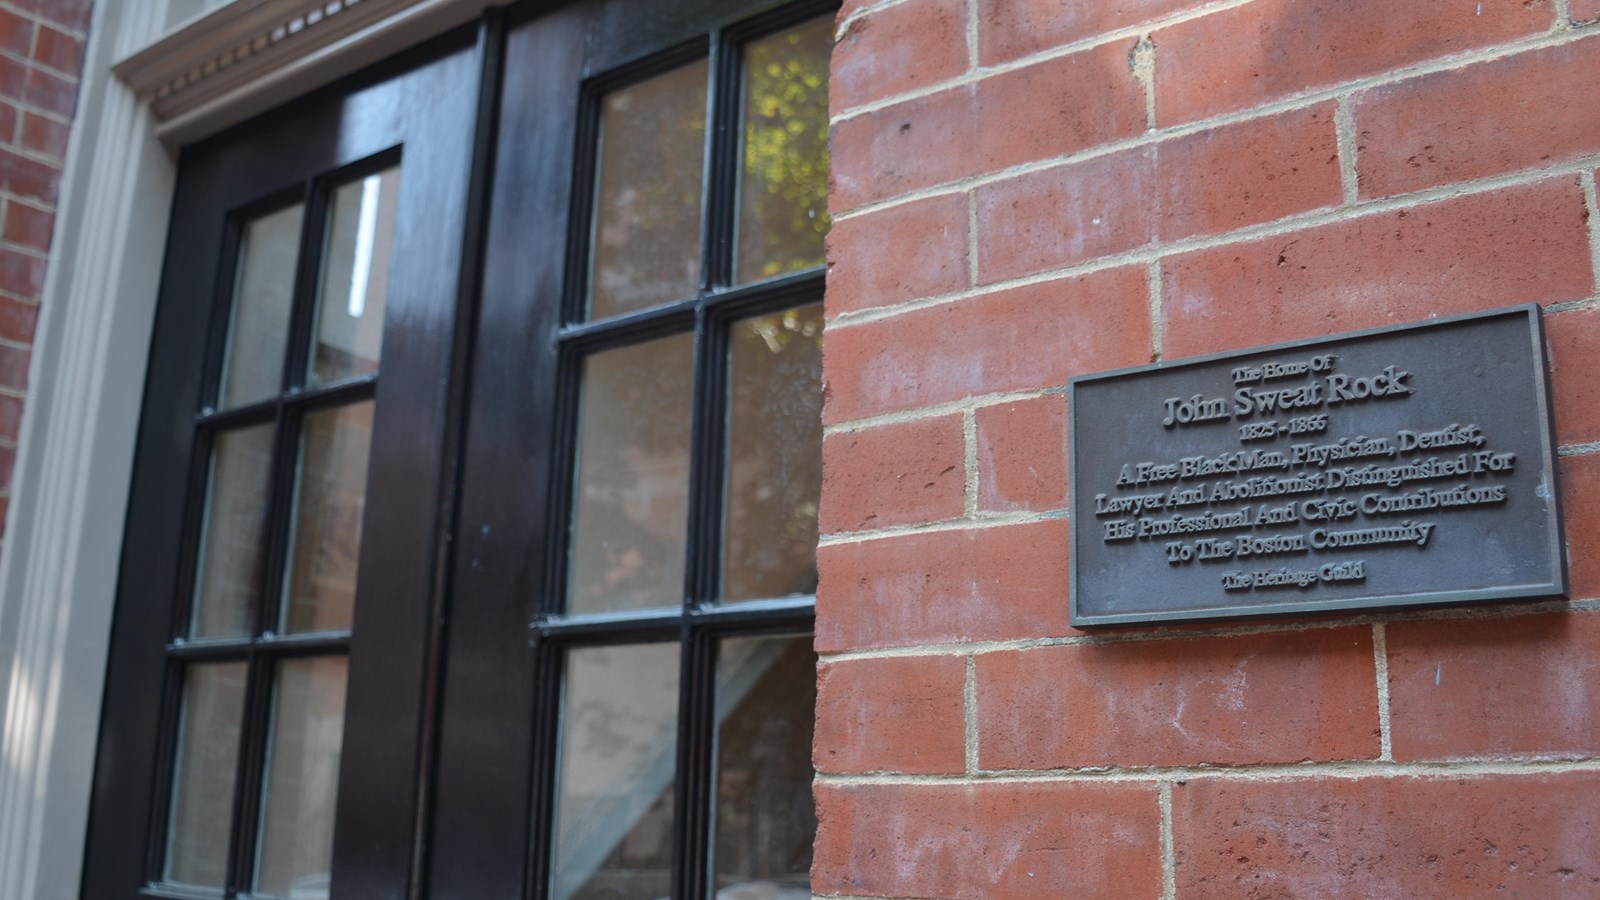 The Home Of
John Sweat Rock
1825 - 1866
A Free Black Man, Physician, Dentist,
Lawyer And Abolitionist Distinguished For
His Professional And Civic Contributions
To The Boston Community
The Heritage Guild